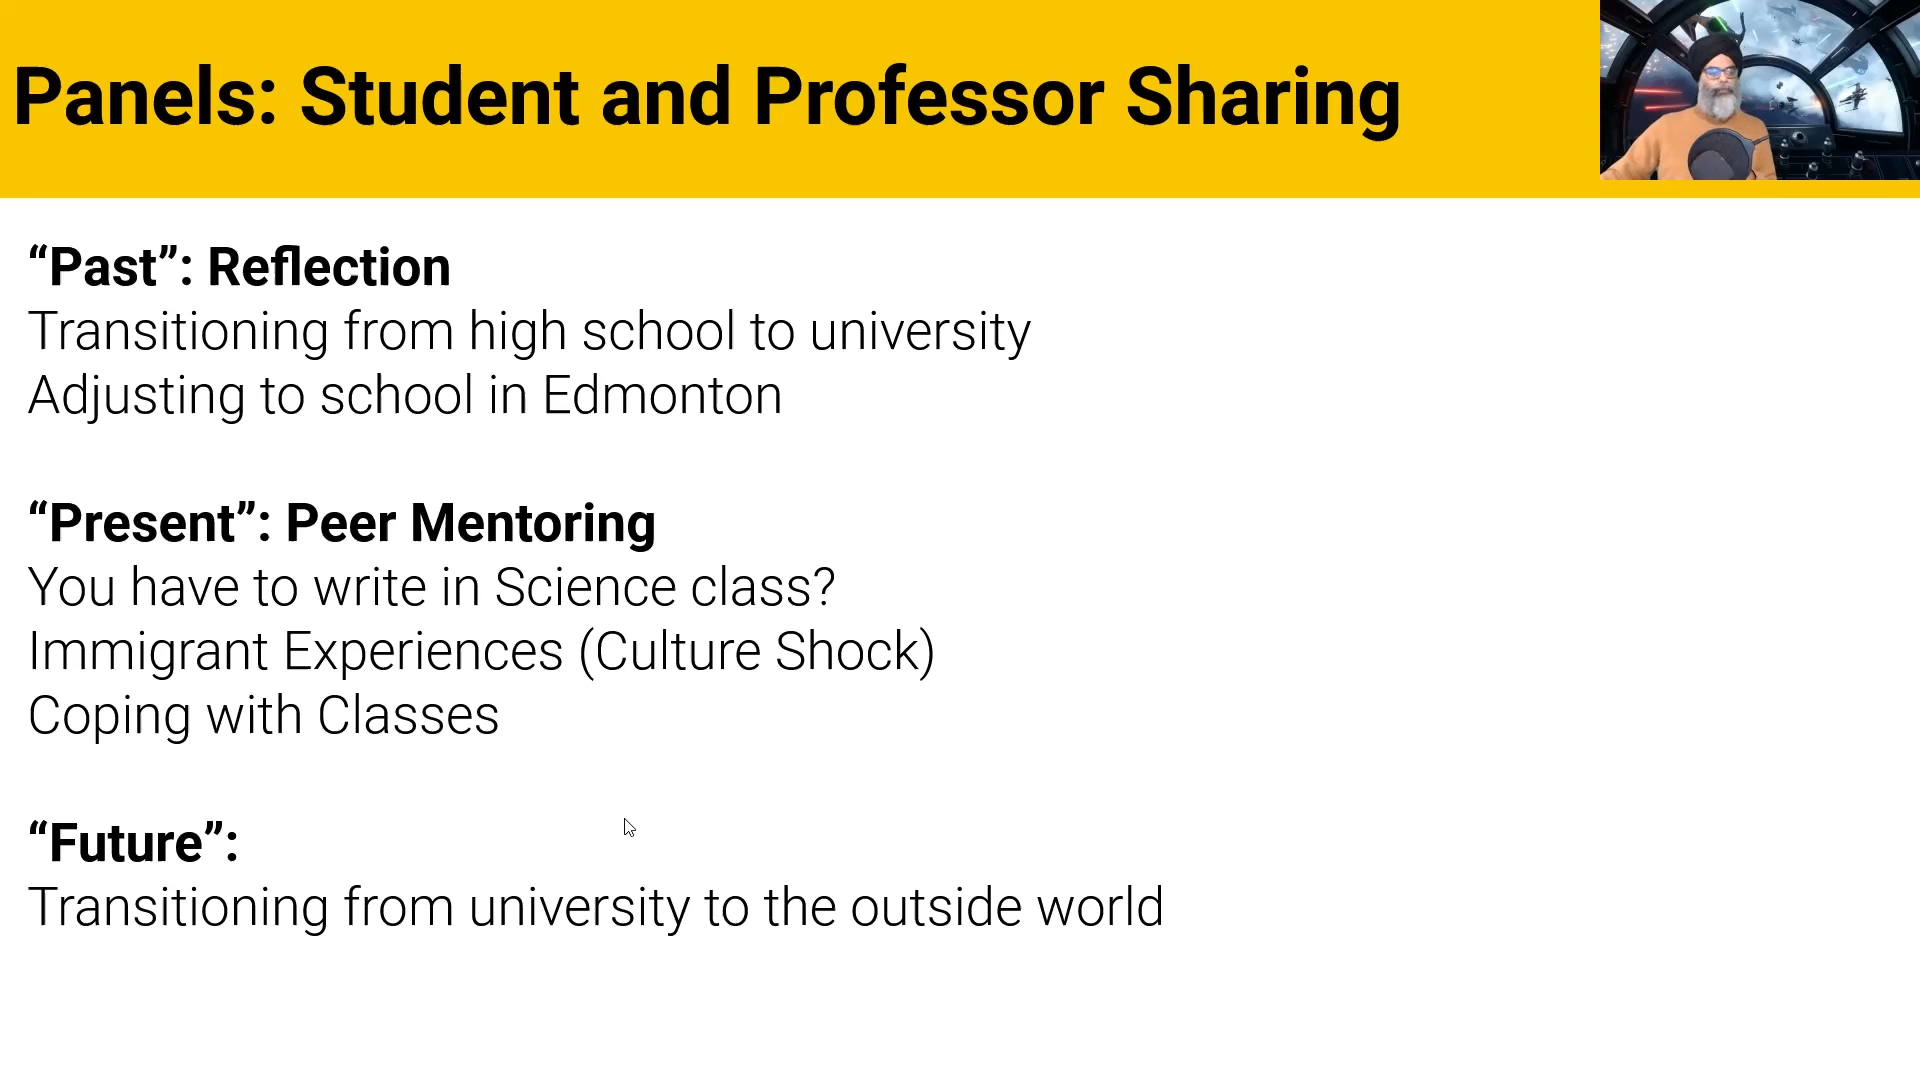 Panels: Student and Professor Sharing
“Past”: Reflection
Transitioning from high school to university
Adjusting to school in Edmonton
“Present”: Peer Mentoring
You have to write in Science class?
Immigrant Experiences (Culture Shock)
Coping with Classes
“Future”:
Transitioning from university to the outside world